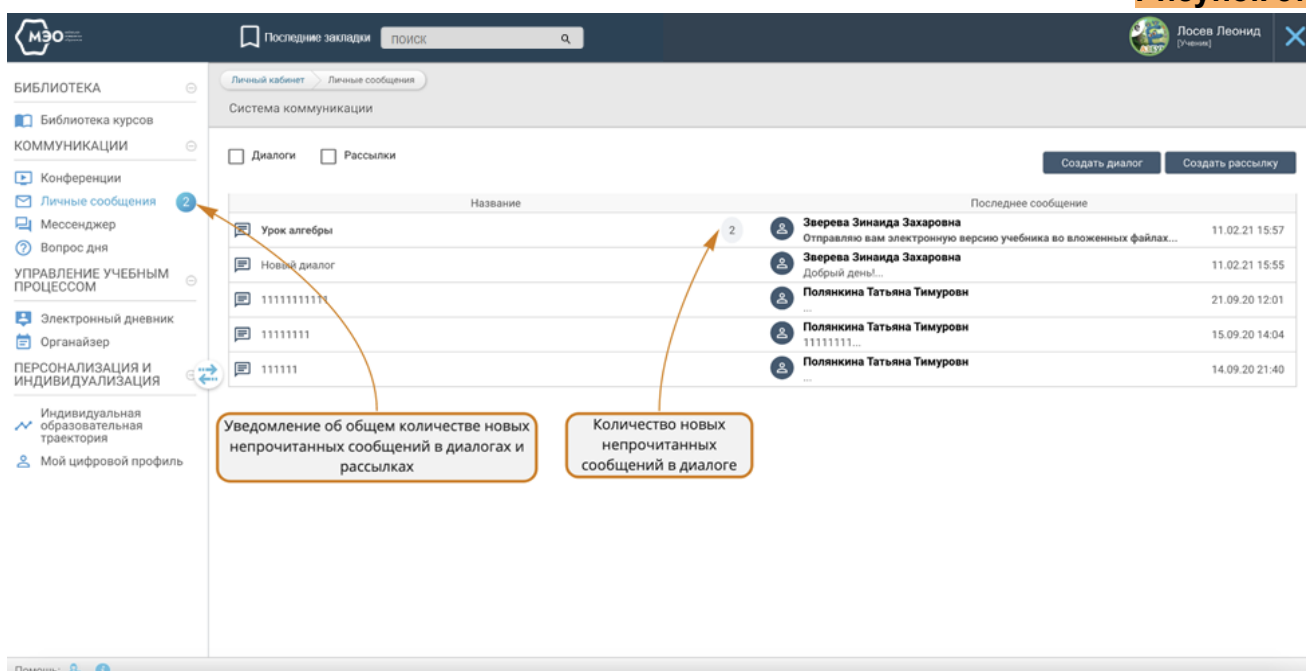 МЭО
Последние закладки
ПОИСК
Лосев Леонид
[Ученик]
БИБЛИОТЕКА
Библиотека курсов
КОММУНИКАЦИИ
Конференции
Личные сообщения 2
Мессенджер
Вопрос дня
УПРАВЛЕНИЕ УЧЕБНЫМ
ПРОЦЕССОМ
Электронный дневник
Органайзер
ПЕРСОНАЛИЗАЦИЯ И
ИНДИВИДУАЛИЗАЦИЯ
Индивидуальная
образовательная
траектория
Мой цифровой профиль
Личный кабинет Личные сообщения
Система коммуникации
Диалоги Рассылки
Создать диалог Создать рассылку
Название Последнее сообщение
Урок алгебры 2 Зверева Зинаида Захаровна 11.02.21 15:57
Отправляю вам электронную версию учебника во вложенных файлах...
Новый диалог Зверева Зинаида Захаровна 11.02.21 15:55
Добрый день!...
11111111111 Полянкина Татьяна Тимуровн 21.09.20 12:01
...
11111111 Полянкина Татьяна Тимуровн 15.09.20 14:04
11111111...
111111 Полянкина Татьяна Тимуровн 14.09.20 21:40
...
Уведомление об общем количестве новых
непрочитанных сообщений в диалогах и
рассылках
Количество новых
непрочитанных
сообщений в диалоге
Помощь: